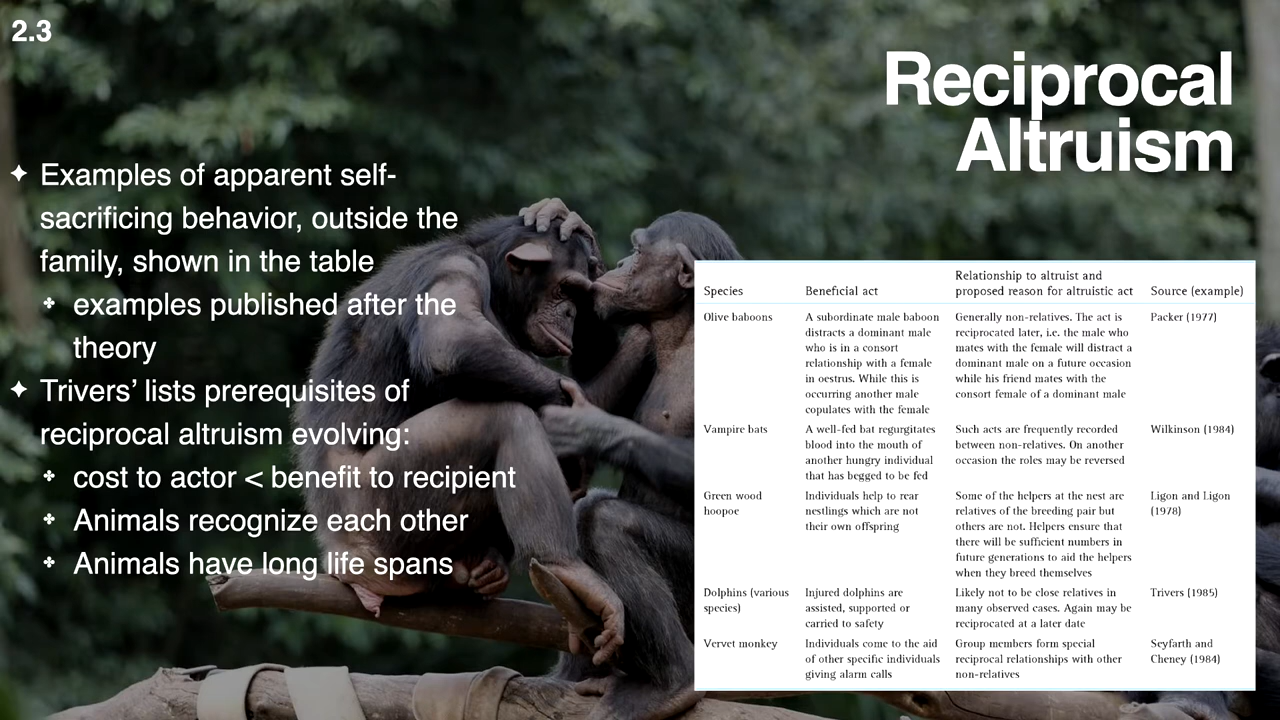 2.3
Reciprocal
Altruism
✦ Examples of apparent self-
sacrificing behavior, outside the
family, shown in the table
✤ examples published after the
theory
✦ Trivers’ lists prerequisites of
reciprocal altruism evolving:
✤ cost to actor < benefit to recipient
✤ Animals recognize each other
✤ Animals have long life spans
Relationship to altruist and
Species Beneficial act proposed reason for altruistic act Source (example)
Olive baboons A subordinate male baboon Generally non-relatives. The act is Packer (1977)
distracts a dominant male reciprocated later, i.e. the male who
who is in a consort mates with the female will distract a
relationship with a female dominant male on a future occasion
in oestrus. While this is while his friend mates with the
occurring another male consort female of a dominant male
copulates with the female
Vampire bats A well-fed bat regurgitates Such acts are frequently recorded Wilkinson (1984)
blood into the mouth of between non-relatives. On another
another hungry individual occasion the roles may be reversed
that has begged to be fed
Green wood Individuals help to rear Some of the helpers at the nest are Ligon and Ligon
hoopoe nestlings which are not relatives of the breeding pair but (1978)
their own offspring others are not. Helpers ensure that
there will be sufficient numbers in
future generations to aid the helpers
when they breed themselves
Dolphins (various Injured dolphins are Likely not to be close relatives in Trivers (1985)
species) assisted, supported or many observed cases. Again may be
carried to safety reciprocated at a later date
Vervet monkey Individuals come to the aid Group members form special Seyfarth and
of other specific individuals reciprocal relationships with other Cheney (1984)
giving alarm calls non-relatives